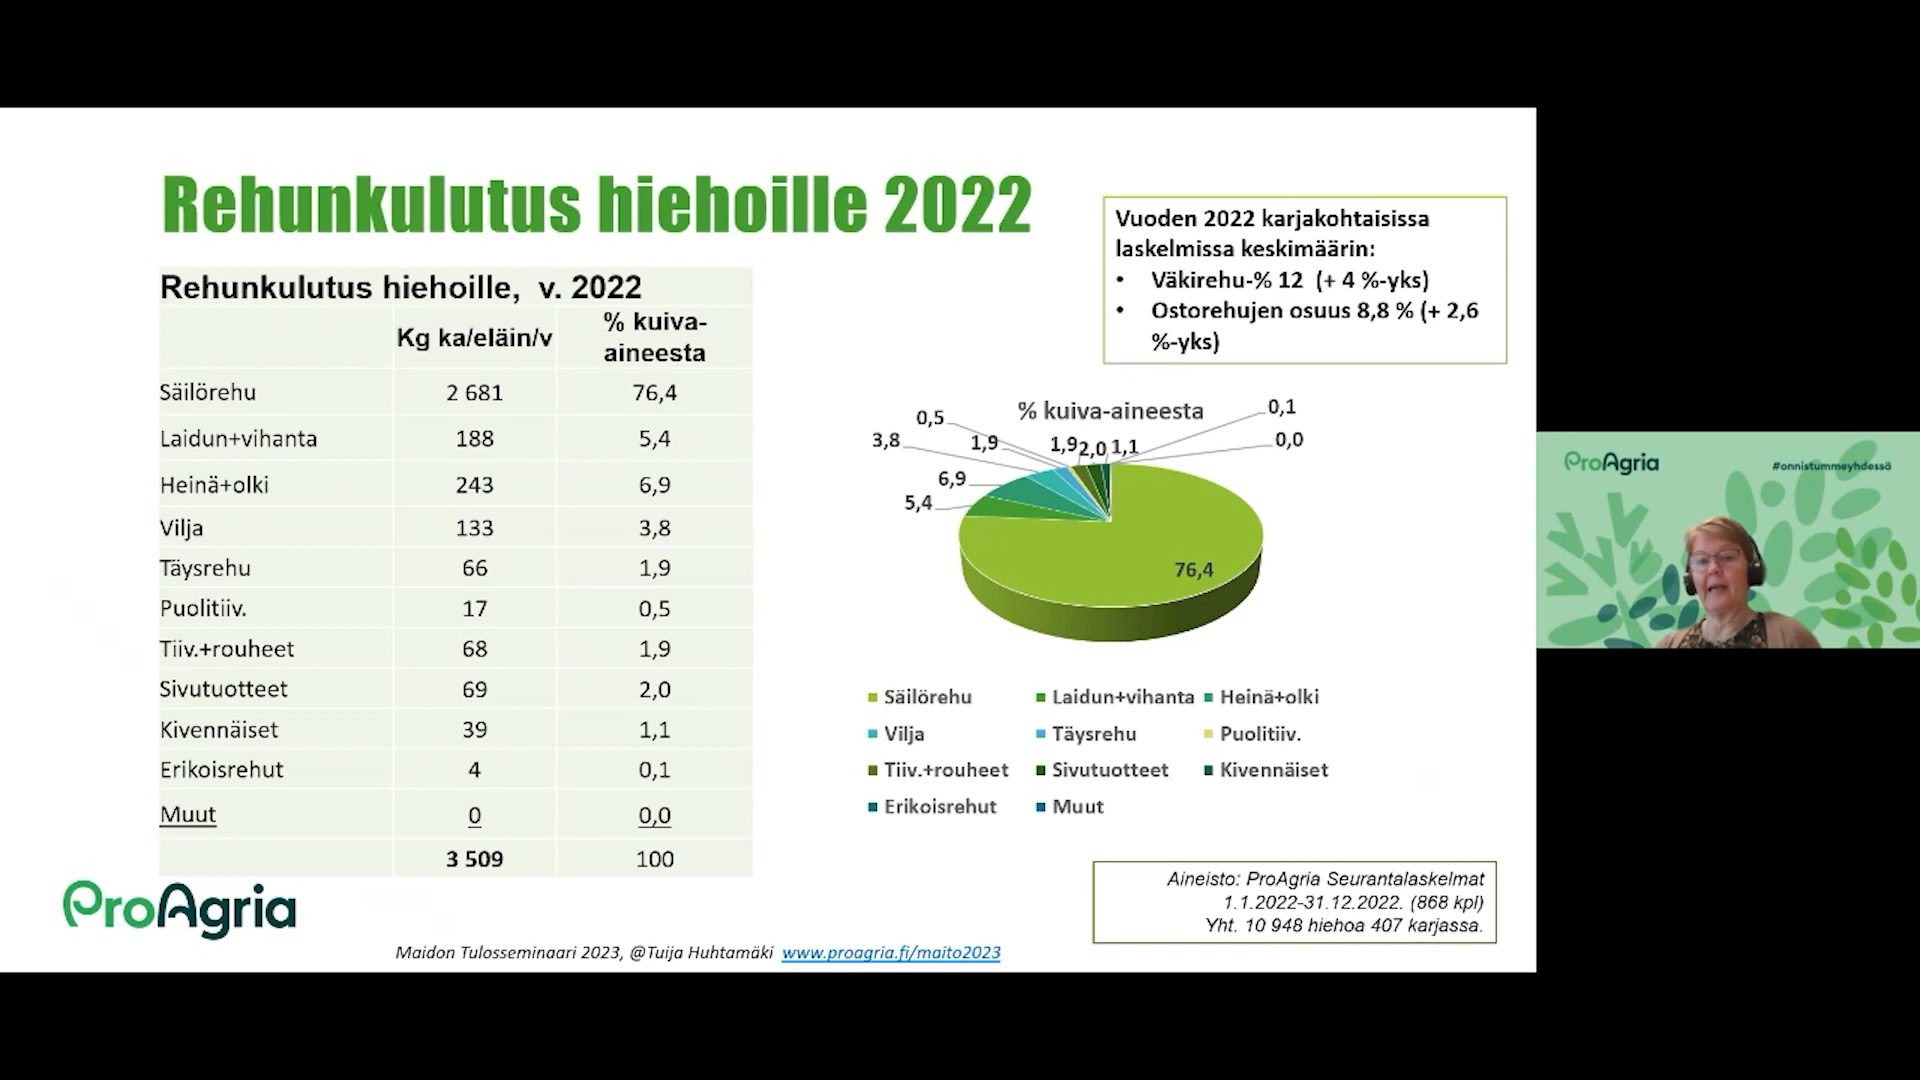 Rehunkulutus hiehoille 2022
Vuoden 2022 karjakohtaisissa
laskelmissa keskimäärin:
• Väkirehu-% 12 (+ 4 %-yks)
• Ostorehujen osuus 8,8 % (+ 2,6
%-yks)
Rehunkulutus hiehoille, v. 2022
Kg ka/eläin/v % kuiva-
aineesta
Säilörehu 2 681 76,4
Laidun+vihanta 188 5,4
Heinä+olki 243 6,9
Vilja 133 3,8
Täysrehu 66 1,9
Puolitiiv. 17 0,5
Tiiv.+rouheet 68 1,9
Sivutuotteet 69 2,0
Kivennäiset 39 1,1
Erikoisrehut 4 0,1
Muut 0 0,0
3 509 100
% kuiva-aineesta
0,1
0,5
3,8 1,9 1,9 2,0 1,1 0,0
6,9
5,4
76,4
Säilörehu Laidun+vihanta Heinä+olki
Vilja Täysrehu Puolitiiv.
Tiiv.+rouheet Sivutuotteet Kivennäiset
Erikoisrehut Muut
Aineisto: ProAgria Seurantalaskelmat
1.1.2022-31.12.2022. (868 kpl)
Yht. 10 948 hiehoa 407 karjassa.
ProAgria
Maidon Tulosseminaari 2023, @Tuija Huhtamäki www.proagria.fi/maito2023
ProAgria #onnistummeyhdessä